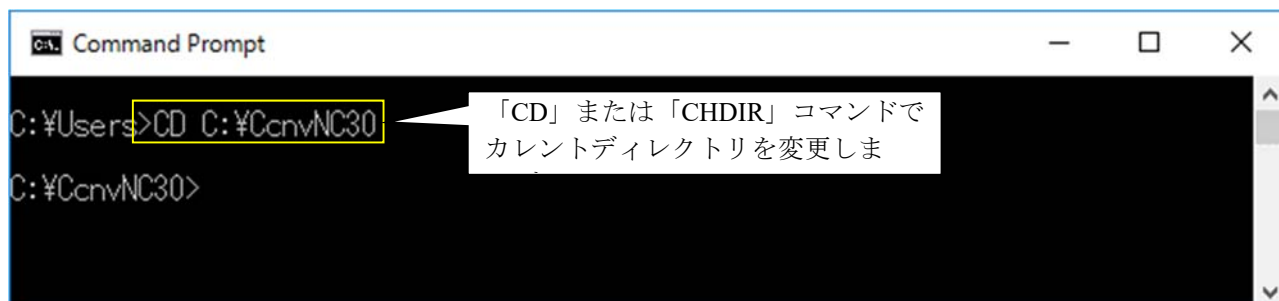 Command Prompt
C:¥Users>CD C:¥CcnvNC30
「CD」または「CHDIR」コマンドで
カレントディレクトリを変更しま
C:¥CcnvNC30>